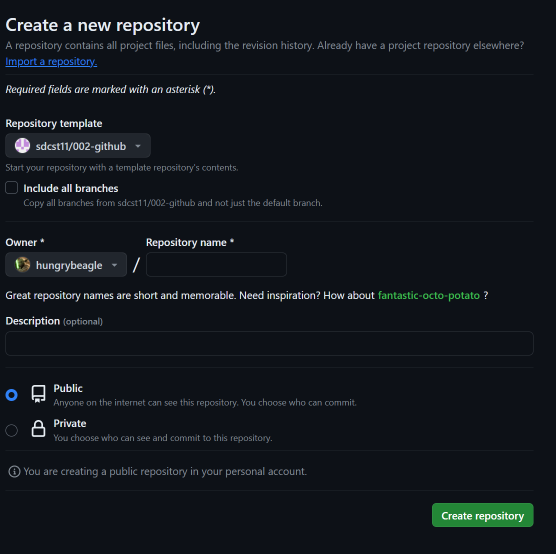 Create a new repository
A repository contains all project files, including the revision history. Already have a project repository elsewhere?
Import a repository.
Required fields are marked with an asterisk (*).
Repository template
sdcst11/002-github
Start your repository with a template repository's contents.
Include all branches
Copy all branches from sdcst11/002-github and not just the default branch.
Owner * Repository name *
hungrybeagle /
Great repository names are short and memorable. Need inspiration? How about fantastic-octo-potato ?
Description (optional)
Public
Anyone on the internet can see this repository. You choose who can commit.
Private
You choose who can see and commit to this repository.
You are creating a public repository in your personal account.
Create repository